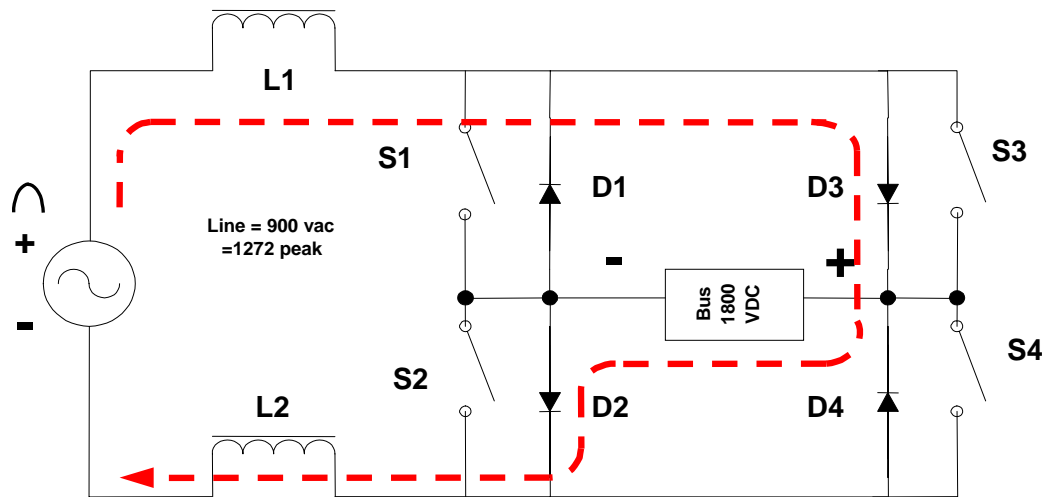 L1
S1
S3
D1
D3
Line = 900 vac
=1272 peak
+
-
+
Bus
1800
VDC
-
S2
S4
L2
D2
D4